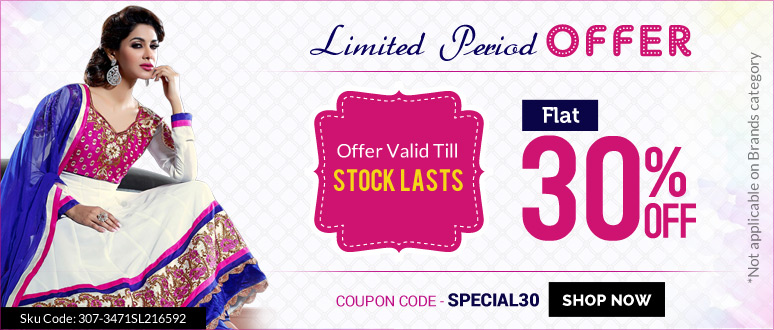 Limited Period OFFER
Offer Valid Till
STOCK LASTS
Flat
30% OFF
*Not applicable on Brands category
COUPON CODE - SPECIAL30
SHOP NOW
Sku Code: 307-3471SL216592